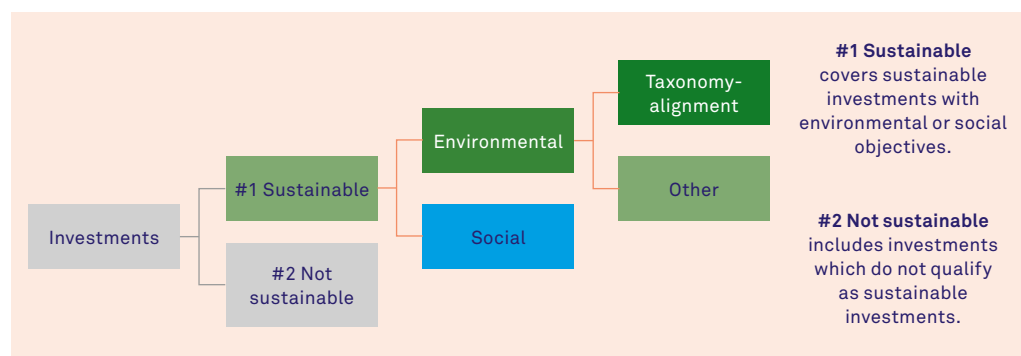 Investments
#1 Sustainable
#2 Not
sustainable
Environmental
Social
Taxonomy-
alignment
Other
#1 Sustainable
covers sustainable
investments with
environmental or social
objectives.
#2 Not sustainable
includes investments
which do not qualify
as sustainable
investments.